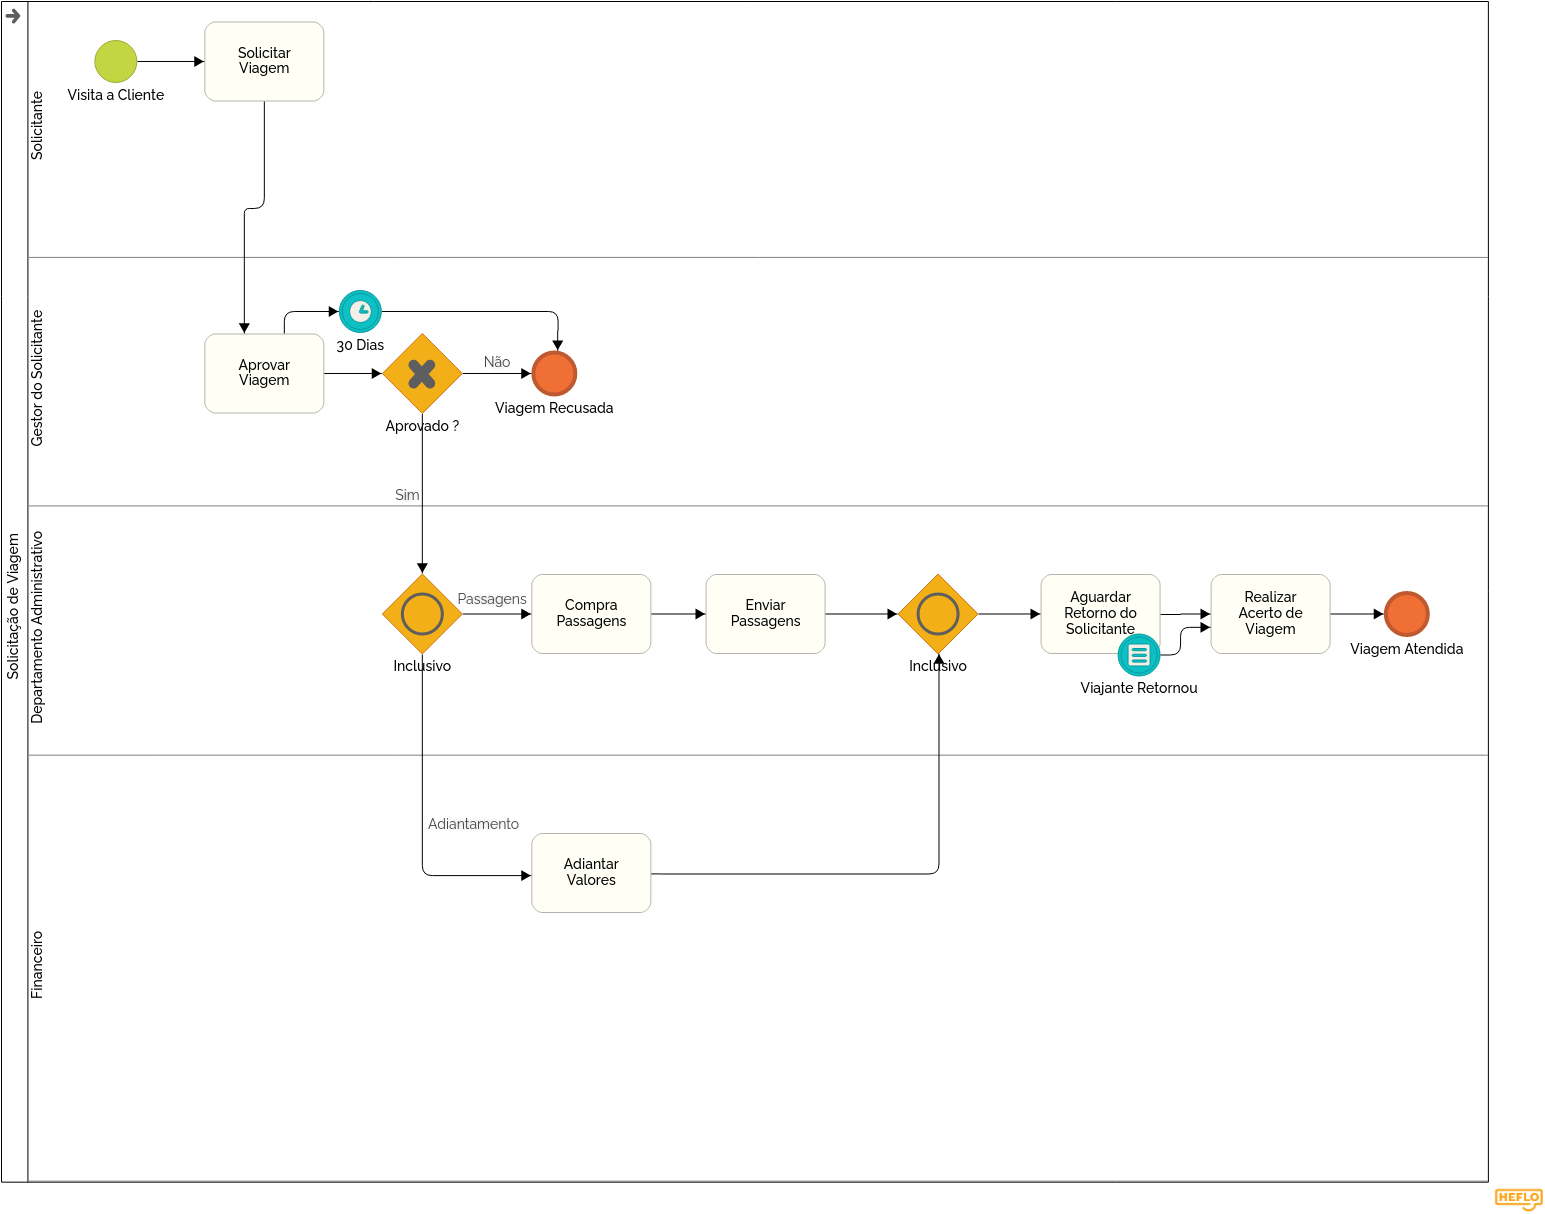 Solicitação de Viagem
Solicitante
Visita a Cliente
Solicitar
Viagem
Gestor do Solicitante
Aprovar
Viagem
30 Dias
Aprovado ?
Não
Viagem Recusada
Sim
Departamento Administrativo
Inclusivo
Passagens
Compra
Passagens
Enviar
Passagens
Inclusivo
Aguardar
Retorno do
Solicitante
Viajante Retornou
Realizar
Acerto de
Viagem
Viagem Atendida
Financeiro
Adiantamento
Adiantar
Valores
HEFLO